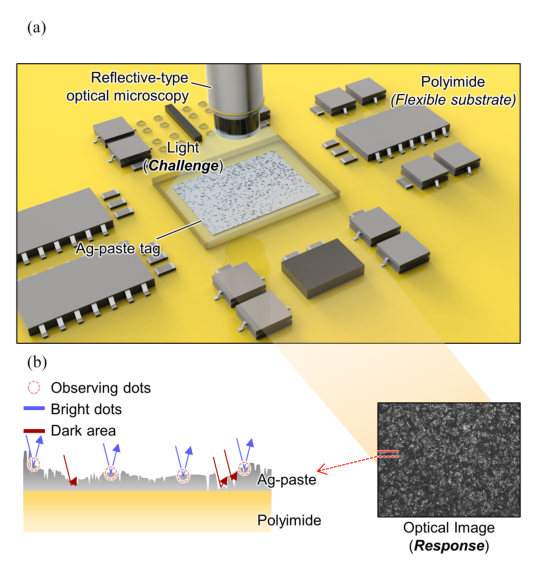 (a)
Reflective-type
optical microscopy
Polyimide
(Flexible substrate)
Light
(Challenge)
Ag-paste tag
(b)
Observing dots
Bright dots
Dark area
Ag-paste
Polyimide
Optical Image
(Response)